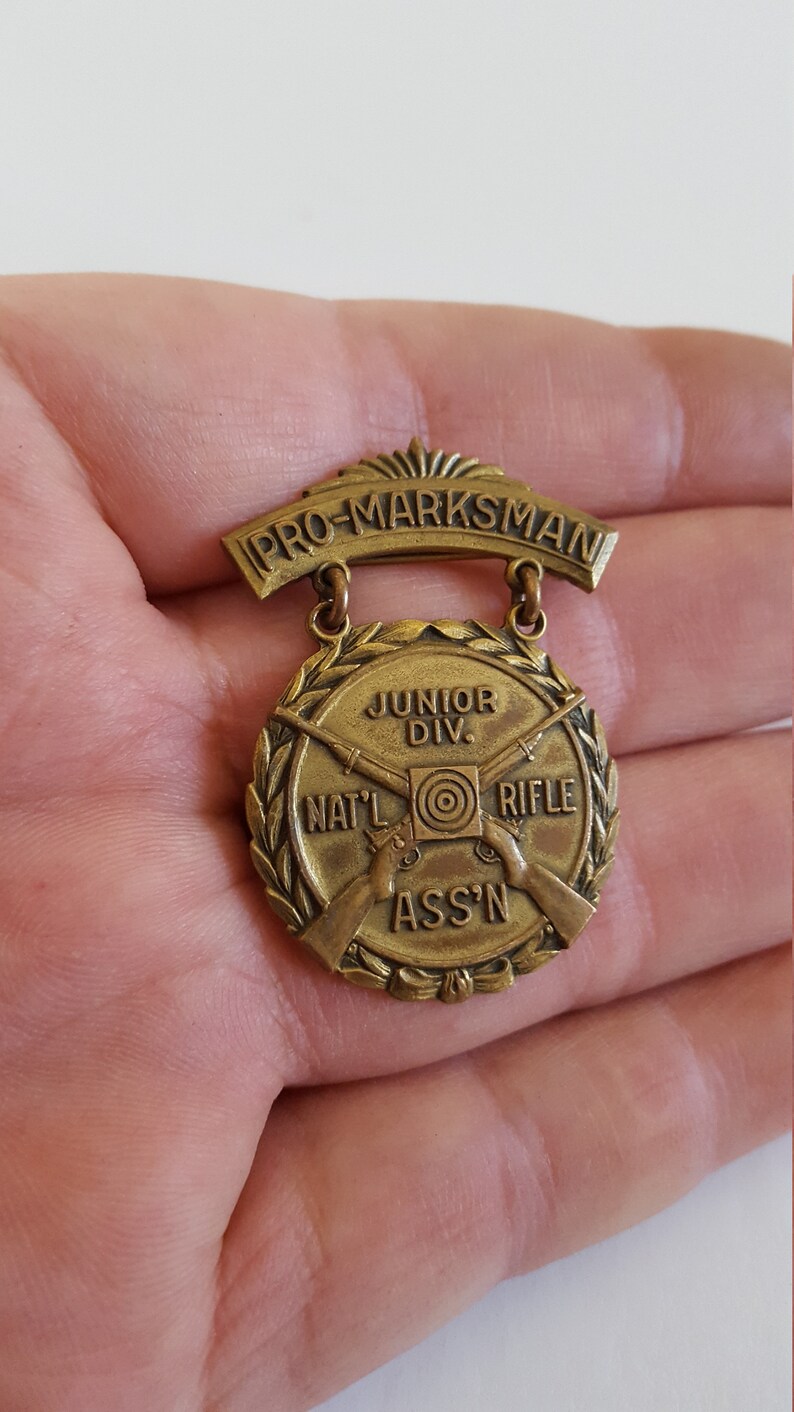 PRO-MARKSMAN
JUNIOR
DIV.
NAT'L RIFLE
ASS'N